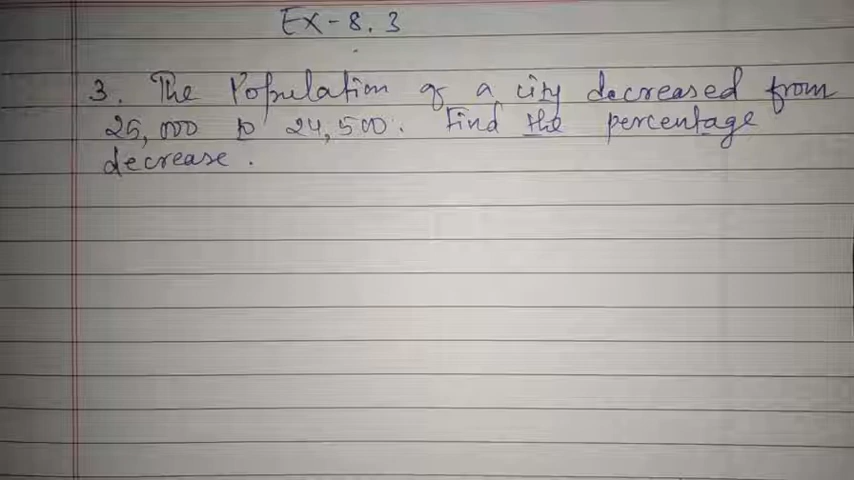 Ex-8.3
3. The Population of a city decreased from
25,000 to 24,500. Find the percentage
decrease.